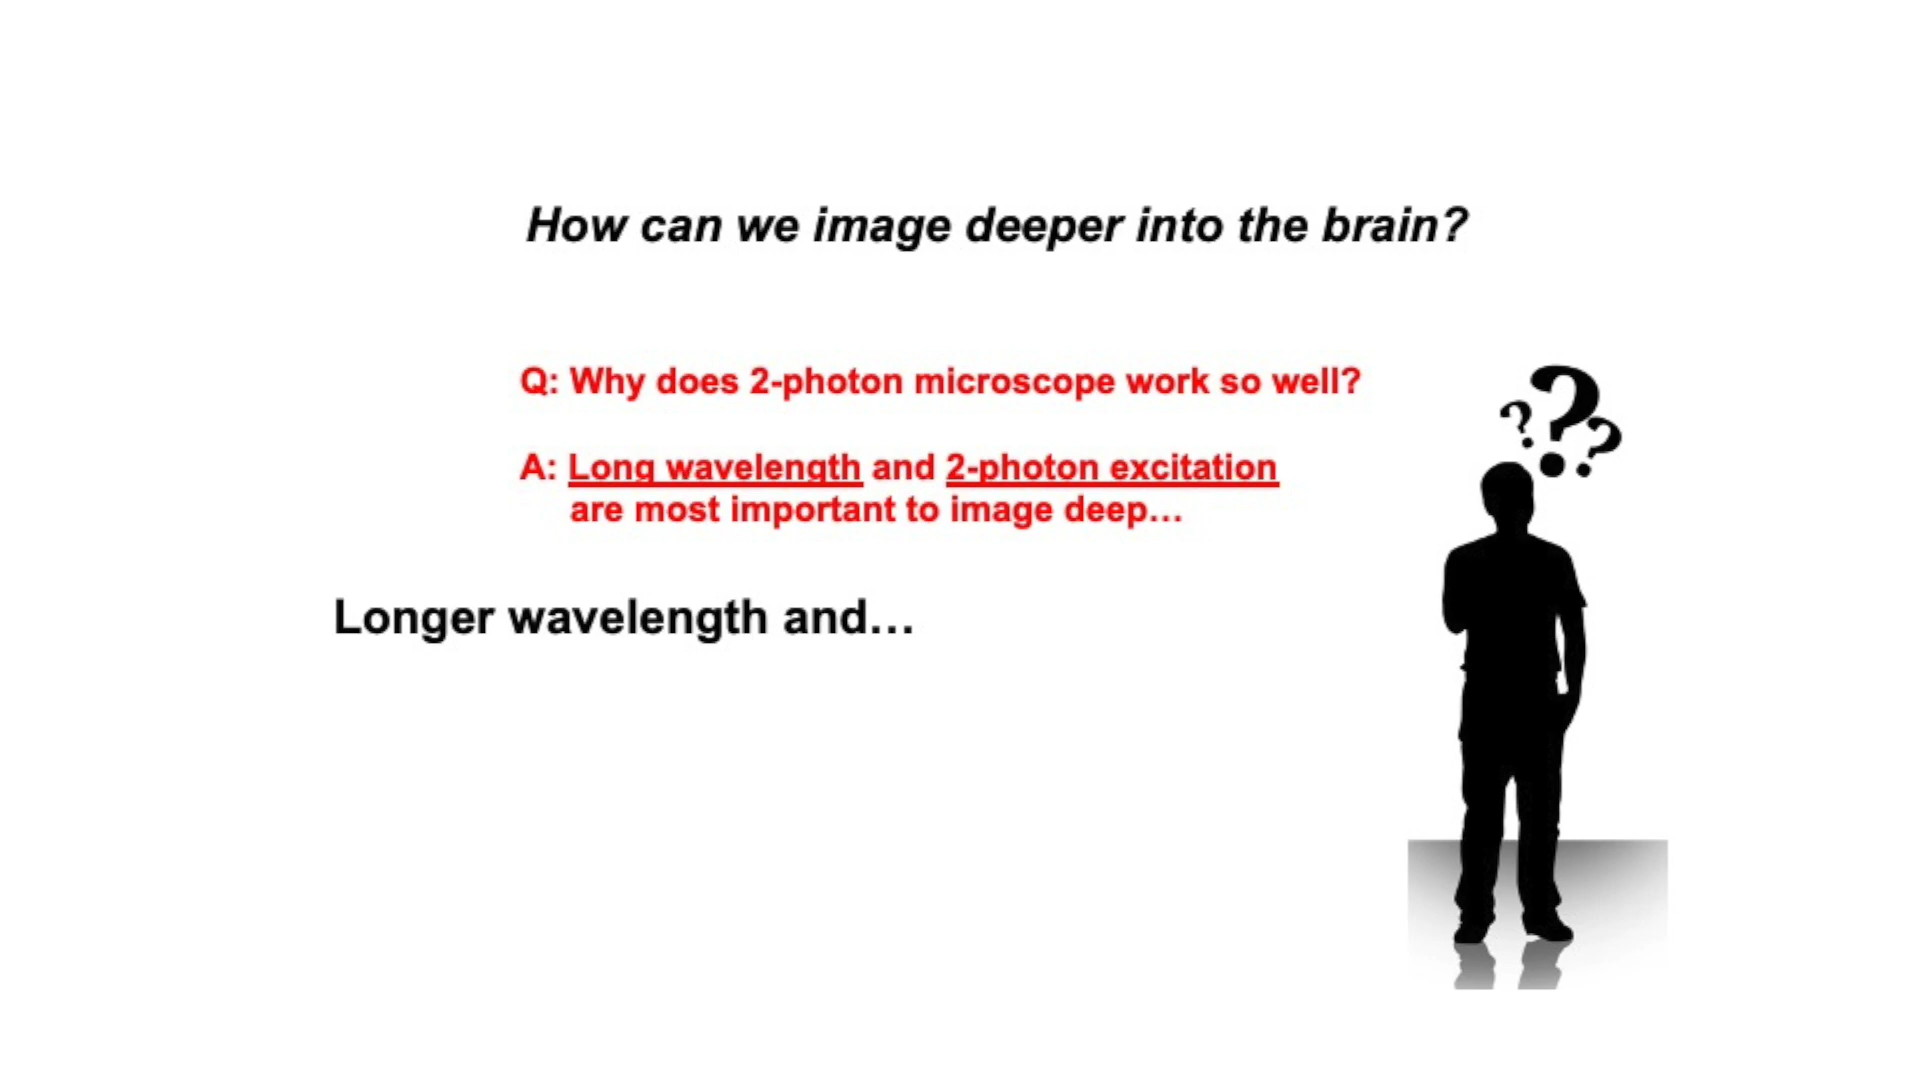 How can we image deeper into the brain?
Q: Why does 2-photon microscope work so well?
A: Long wavelength and 2-photon excitation
are most important to image deep...
Longer wavelength and...
? ? ?